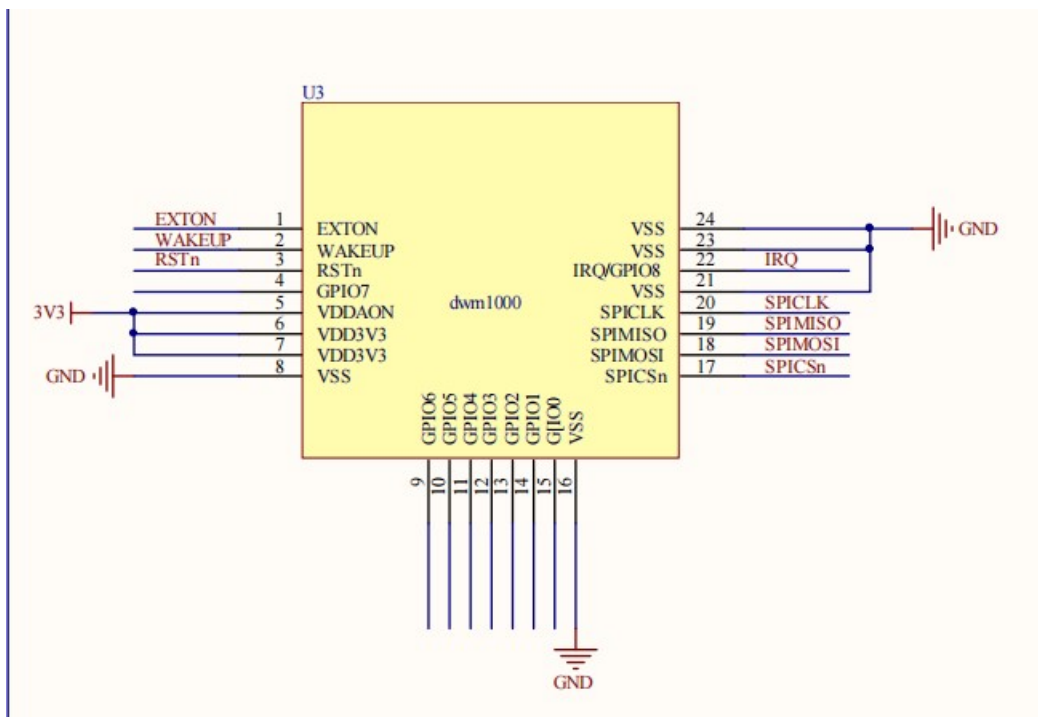 U3
EXTON 1 EXTON
WAKEUP 2 WAKEUP
RSTn 3 RSTn
4 GPIO7
3V3 5 VDDAON
6 VDD3V3
7 VDD3V3
GND 8 VSS
dwm1000
VSS 24 GND
VSS 23
IRQ/GPIO8 22 IRQ
VSS 21
SPICLK 20 SPICLK
SPIMISO 19 SPIMISO
SPIMOSI 18 SPIMOSI
SPICSn 17 SPICSn
GPIO6 9
GPIO5 10
GPIO4 11
GPIO3 12
GPIO2 13
GPIO1 14
G[IO0 15
VSS 16
GND